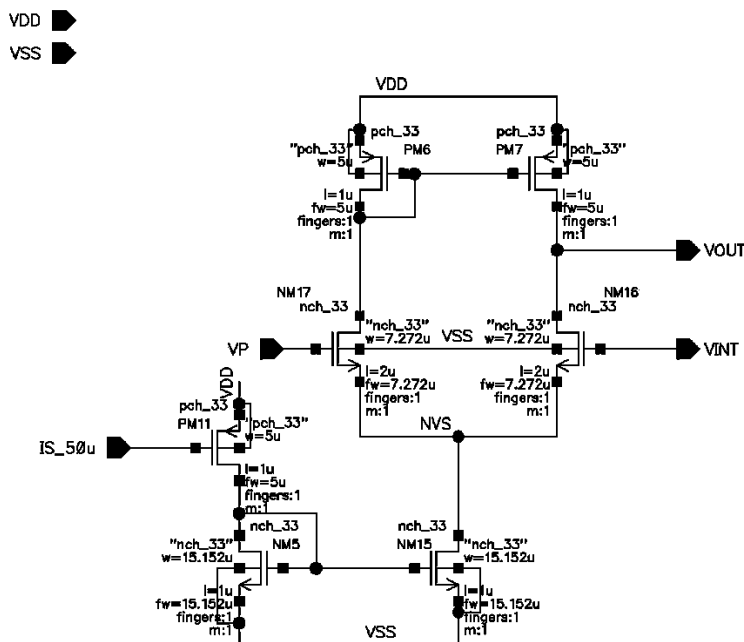 VDD
VSS
VDD
pch_33
pch_33
"pch_33"
PM6
PM7
"pch_33"
w=5u
w=5u
l=1u
l=1u
fw=5u
fw=5u
fingers:1
fingers:1
m:1
m:1
VOUT
NM17
NM16
nch_33
nch_33
"nch_33"
VSS
"nch_33"
w=7.272u
w=7.272u
VP
VINT
l=2u
l=2u
fw=7.272u
fw=7.272u
fingers:1
fingers:1
m:1
m:1
VDD
pch_33
PM11
"pch_33"
w=5u
NVS
IS_50u
l=1u
fw=5u
fingers:1
m:1
nch_33
nch_33
"nch_33"
NM5
NM15
"nch_33"
w=15.152u
w=15.152u
l=1u
l=1u
fw=15.152u
fw=15.152u
fingers:1
fingers:1
m:1
VSS
m:1